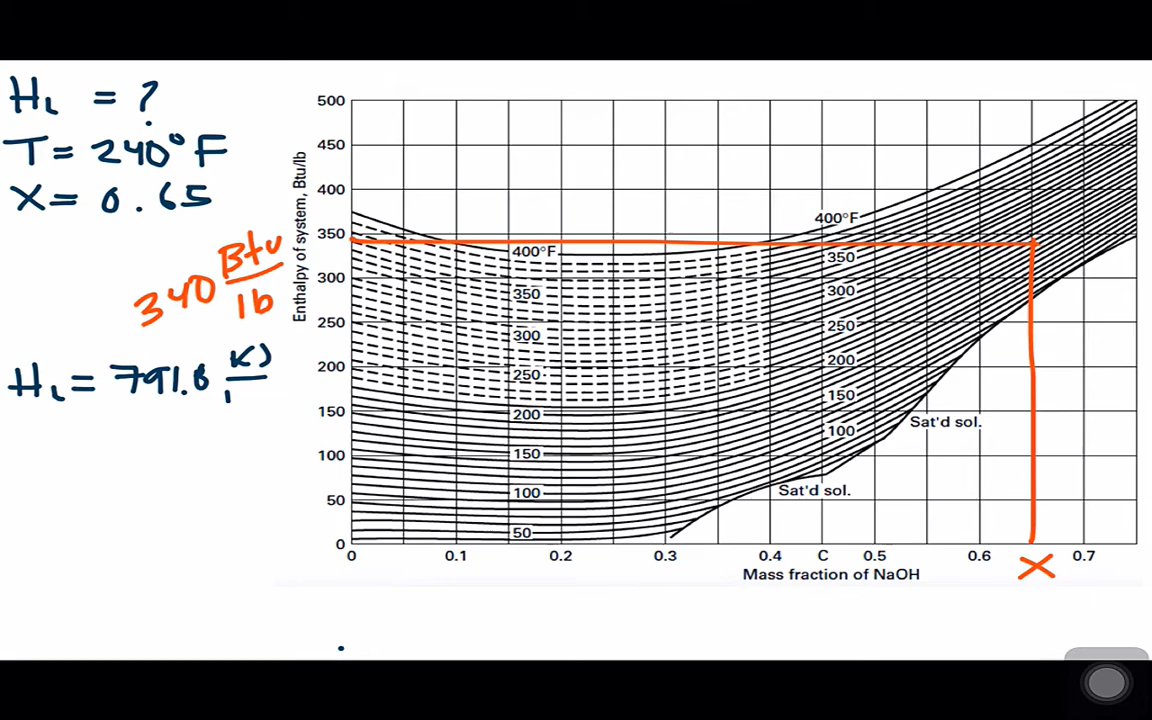 H_L = ?
T = 240° F
X = 0.65
340 Btu/lb
H_L = 791.6 KJ
500
450
400
350
300
250
200
150
100
50
0
Enthalpy of system, Btu/lb
400°F
350
300
250
200
150
100
50
400°F
350
300
250
200
150
100
Sat'd sol.
Sat'd sol.
0 0.1 0.2 0.3 0.4 C 0.5 0.6 0.7
Mass fraction of NaOH
X